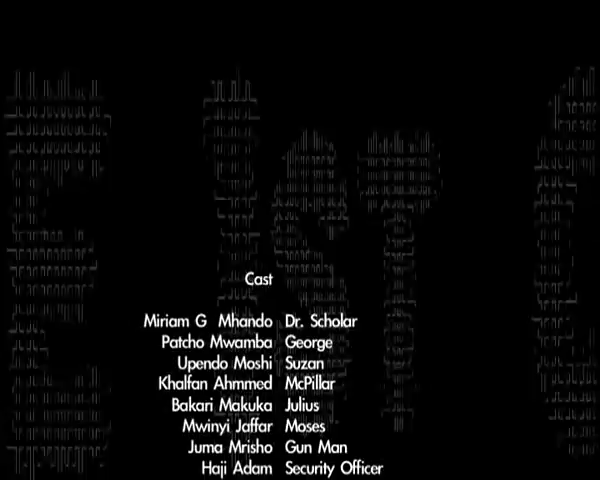 Cast
Miriam G Mhando Dr. Scholar
Patcho Mwamba George
Upendo Moshi Suzan
Khalfan Ahmmed McPillar
Bakari Makuka Julius
Mwinyi Jaffar Moses
Juma Mrisho Gun Man
Haji Adam Security Officer